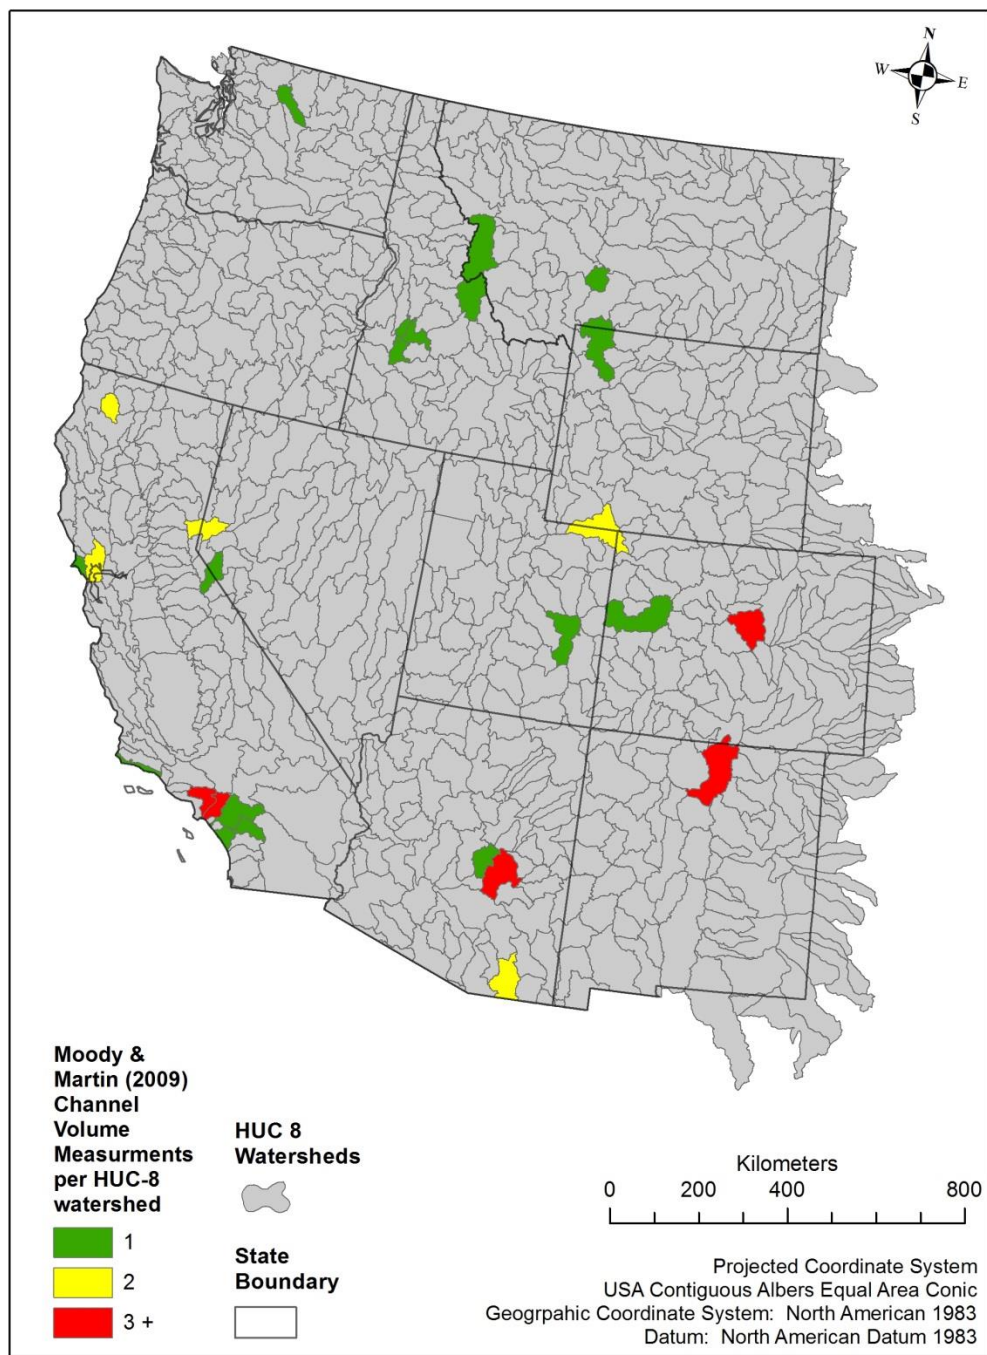 N
W
E
S
Moody &
Martin (2009)
Channel
Volume
Measurments
per HUC-8
watershed
1
2
3 +
HUC 8
Watersheds
State
Boundary
Kilometers
0 200 400 800
Projected Coordinate System
USA Contiguous Albers Equal Area Conic
Geogrpahic Coordinate System: North American 1983
Datum: North American Datum 1983